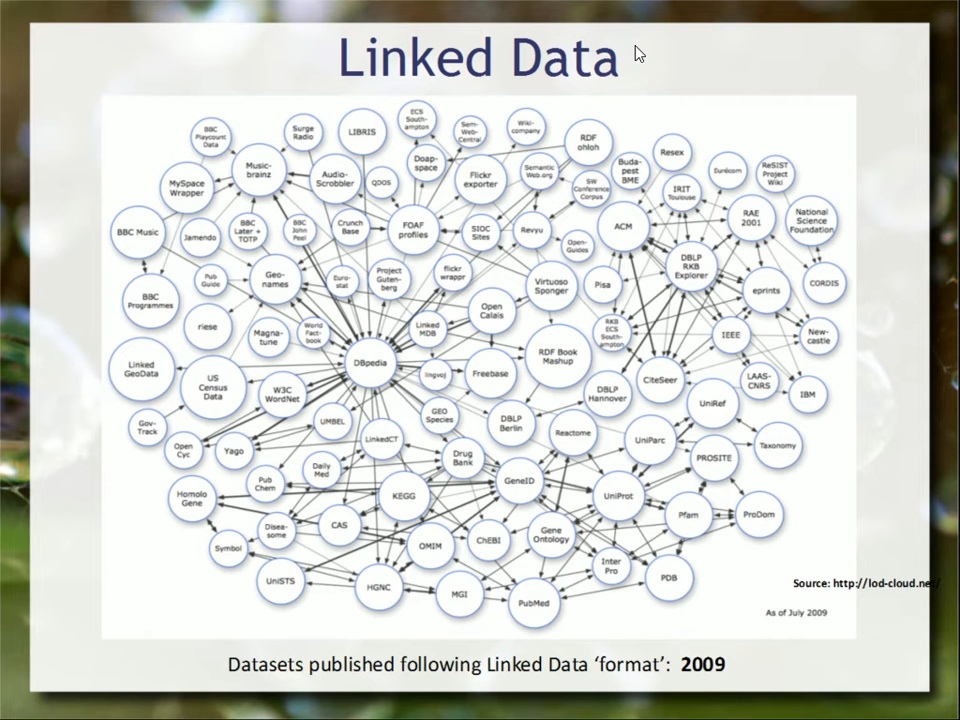 Linked Data
BBC
Playcount
Data
Surge
Radio
LIBRIS
ECS
South-
ampton
Sem-
Web-
Central
Wiki-
company
RDF
ohloh
Resex
Music-
brainz
Audio-
Scrobbler
QDOS
Doap-
space
Flickr
exporter
Semantic
Web.org
SW
Conference
Corpus
Buda-
pest
BME
IRIT
Toulouse
Eurécom
ReSIST
Project
Wiki
MySpace
Wrapper
BBC Music
Jamendo
BBC
Later +
TOTP
BBC
John
Peel
Crunch
Base
FOAF
profiles
SIOC
Sites
Revyu
Open-
Guides
ACM
DBLP
RKB
Explorer
RAE
2001
National
Science
Foundation
BBC
Programmes
Pub
Guide
Geo-
names
Euro-
stat
Project
Guten-
berg
flickr
wrappr
Virtuoso
Sponger
Pisa
eprints
CORDIS
riese
Magna-
tune
World
Fact-
book
Linked
MDB
Open
Calais
RKB
ECS
South-
ampton
IEEE
New-
castle
Linked
GeoData
US
Census
Data
W3C
WordNet
DBpedia
lingvoj
Freebase
RDF Book
Mashup
DBLP
Hannover
CiteSeer
LAAS-
CNRS
IBM
Gov-
Track
Open
Cyc
Yago
UMBEL
LinkedCT
GEO
Species
DBLP
Berlin
Reactome
UniParc
UniRef
Taxonomy
PROSITE
Homolo
Gene
Pub
Chem
Daily
Med
KEGG
Drug
Bank
GeneID
UniProt
Pfam
ProDom
Symbol
Disea-
some
CAS
OMIM
ChEBI
Gene
Ontology
Inter
Pro
PDB
UniSTS
HGNC
MGI
PubMed
Source: http://lod-cloud.net/
As of July 2009
Datasets published following Linked Data ‘format’: 2009